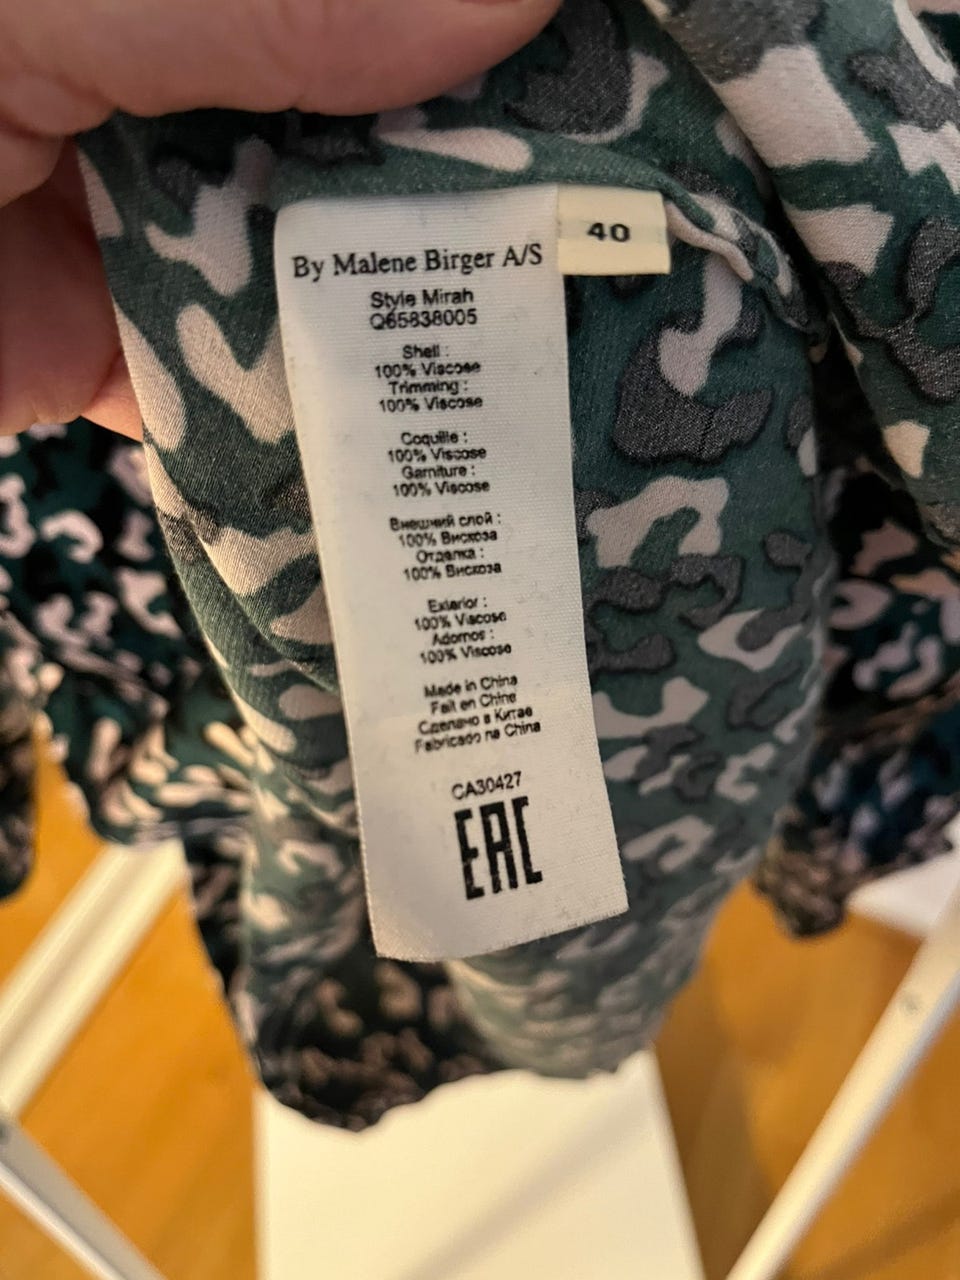 By Malene Birger A/S
40
Style Mirah
Q65838005
Shell :
100% Viscose
Trimming :
100% Viscose
Coquille :
100% Viscose
Garniture :
100% Viscose
Внешний слой :
100% Вискоза
Отделка :
100% Вискоза
Exterior :
100% Viscose
Adornos :
100% Viscose
Made in China
Fait en Chine
Сделано в Китае
Fabricado na China
CA30427
EAC